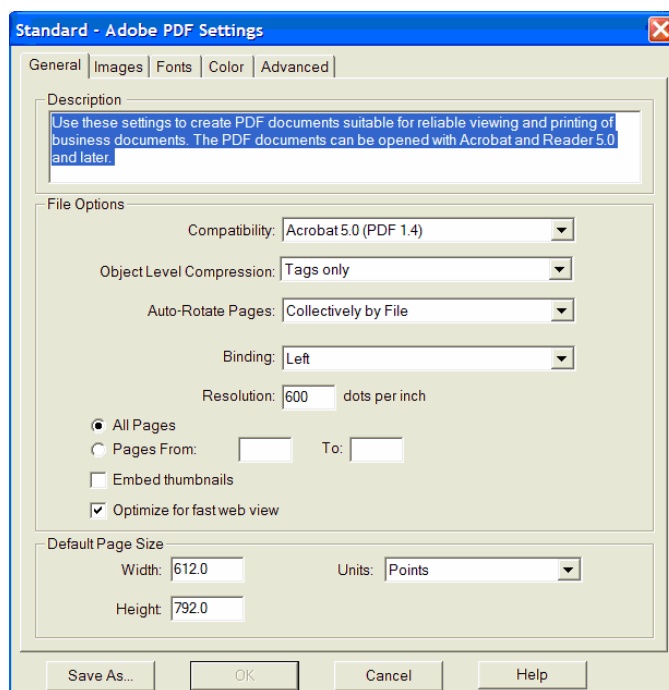 Standard - Adobe PDF Settings
General Images Fonts Color Advanced
Description
Use these settings to create PDF documents suitable for reliable viewing and printing of
business documents. The PDF documents can be opened with Acrobat and Reader 5.0
and later.
File Options
Compatibility: Acrobat 5.0 (PDF 1.4)
Object Level Compression: Tags only
Auto-Rotate Pages: Collectively by File
Binding: Left
Resolution: 600 dots per inch
All Pages
Pages From: To:
Embed thumbnails
Optimize for fast web view
Default Page Size
Width: 612.0 Units: Points
Height: 792.0
Save As... OK Cancel Help